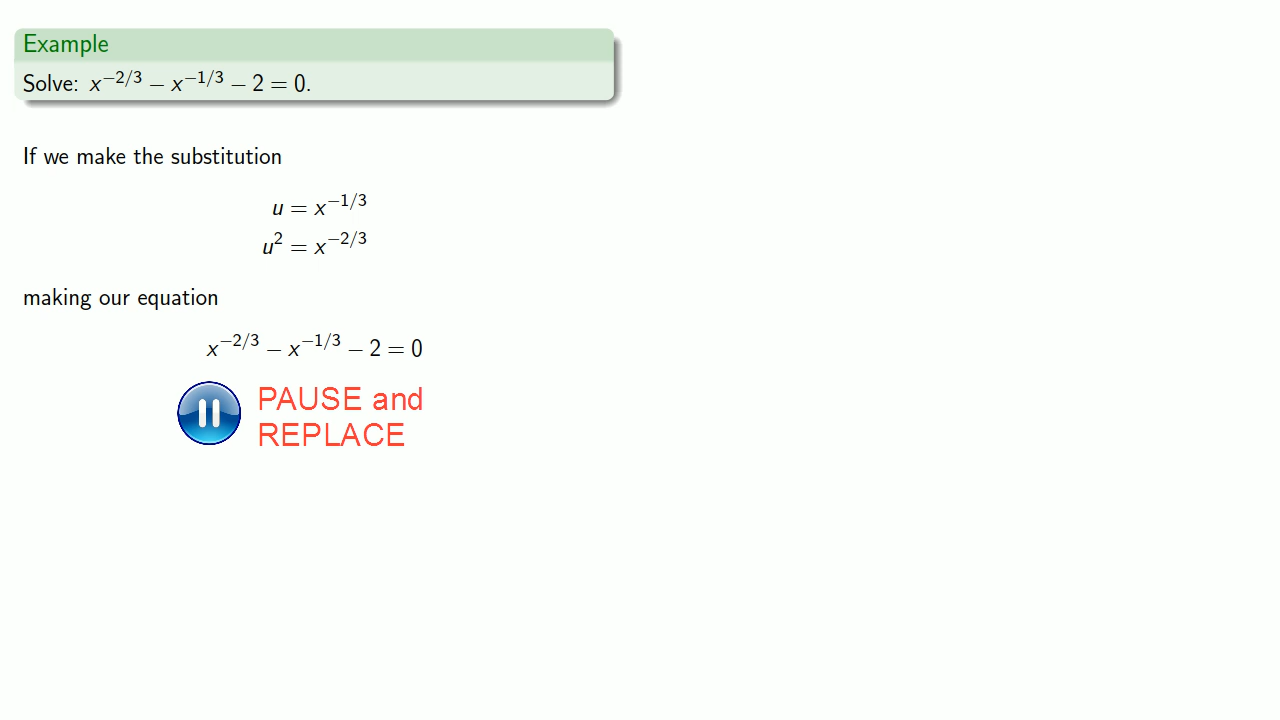 Example
Solve: x^{−2/3} − x^{−1/3} − 2 = 0.
If we make the substitution
u = x^{−1/3}
u^2 = x^{−2/3}
making our equation
x^{−2/3} − x^{−1/3} − 2 = 0
PAUSE and
REPLACE